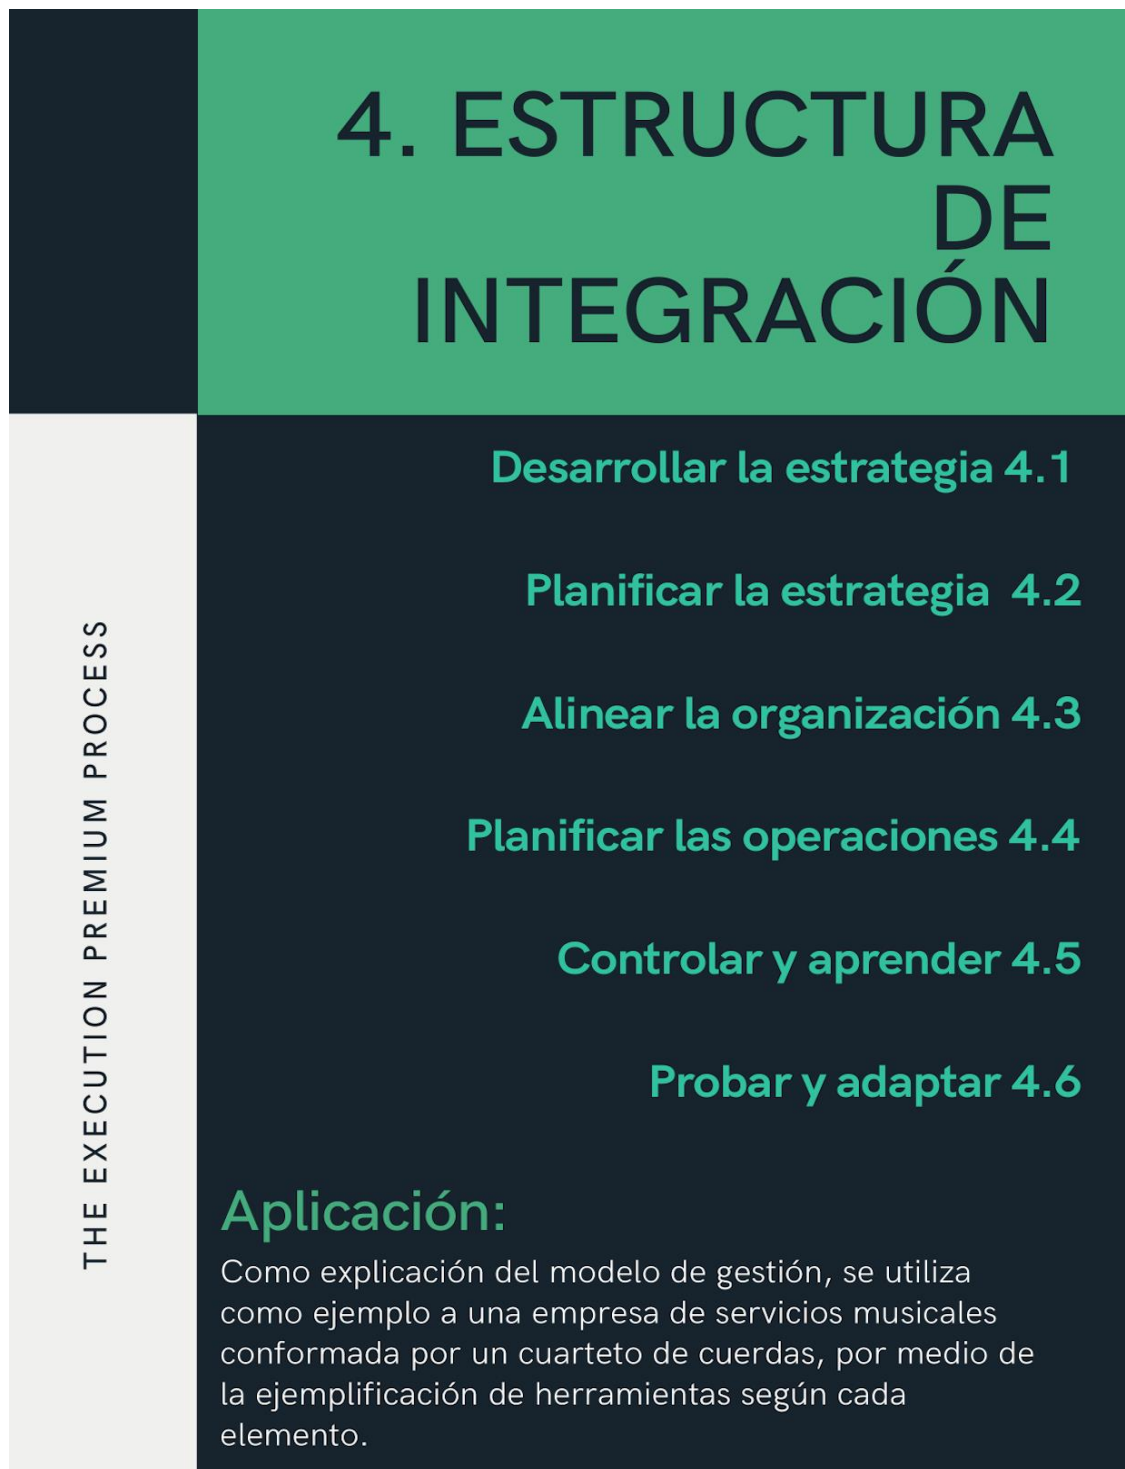 4. ESTRUCTURA
DE
INTEGRACIÓN
Desarrollar la estrategia 4.1
Planificar la estrategia 4.2
Alinear la organización 4.3
Planificar las operaciones 4.4
Controlar y aprender 4.5
Probar y adaptar 4.6
THE EXECUTION PREMIUM PROCESS
Aplicación:
Como explicación del modelo de gestión, se utiliza
como ejemplo a una empresa de servicios musicales
conformada por un cuarteto de cuerdas, por medio de
la ejemplificación de herramientas según cada
elemento.